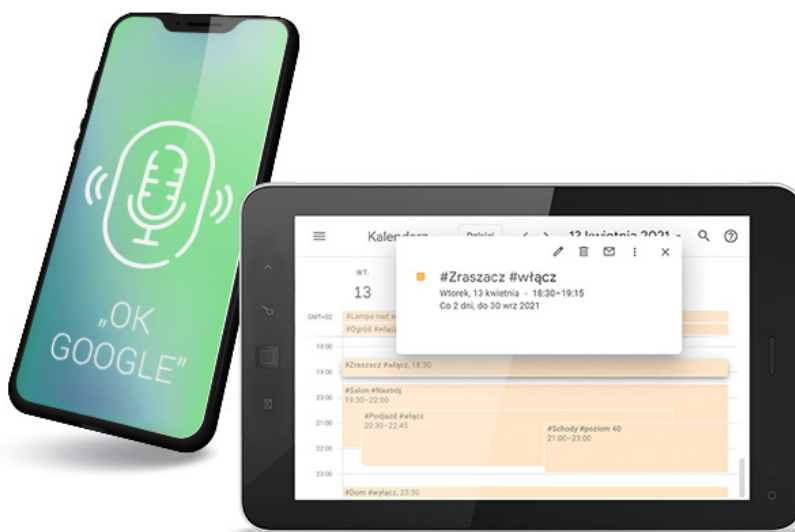 „OK
GOOGLE”
Kalendarz
13 kwietnia 2021
#Zraszacz #włącz
Wtorek, 13 kwietnia - 18:30–19:15
Co 2 dni, do 30 wrz 2021
WT.
13
GMT+02
#Lampa nad w
#Ogród #włącz
18:00
#Zraszacz #włącz, 18:30
19:00
#Salon #Nastrój
19:30–22:00
#Podjazd #włącz
20:30–22:45
21:00
#Schody #poziom 40
21:00–23:00
22:00
23:00
#Dom #wyłącz, 23:30